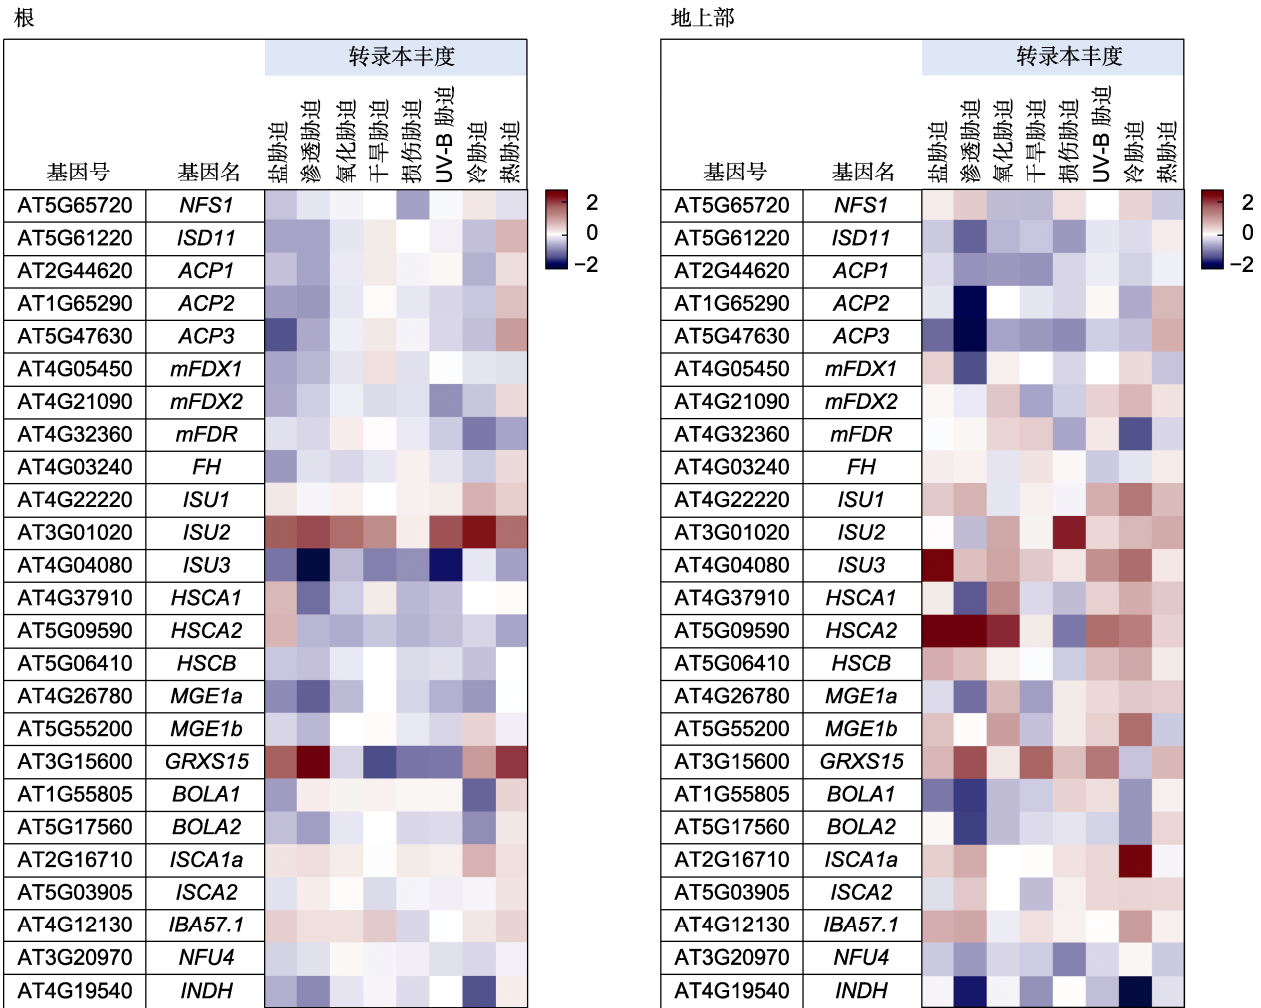 根
转录本丰度
基因号 基因名 盐胁迫 渗透胁迫 氧化胁迫 干旱胁迫 损伤胁迫 UV-B 胁迫 冷胁迫 热胁迫
AT5G65720 NFS1
AT5G61220 ISD11
AT2G44620 ACP1
AT1G65290 ACP2
AT5G47630 ACP3
AT4G05450 mFDX1
AT4G21090 mFDX2
AT4G32360 mFDR
AT4G03240 FH
AT4G22220 ISU1
AT3G01020 ISU2
AT4G04080 ISU3
AT4G37910 HSCA1
AT5G09590 HSCA2
AT5G06410 HSCB
AT4G26780 MGE1a
AT5G55200 MGE1b
AT3G15600 GRXS15
AT1G55805 BOLA1
AT5G17560 BOLA2
AT2G16710 ISCA1a
AT5G03905 ISCA2
AT4G12130 IBA57.1
AT3G20970 NFU4
AT4G19540 INDH
2
0
−2
地上部
转录本丰度
基因号 基因名 盐胁迫 渗透胁迫 氧化胁迫 干旱胁迫 损伤胁迫 UV-B 胁迫 冷胁迫 热胁迫
AT5G65720 NFS1
AT5G61220 ISD11
AT2G44620 ACP1
AT1G65290 ACP2
AT5G47630 ACP3
AT4G05450 mFDX1
AT4G21090 mFDX2
AT4G32360 mFDR
AT4G03240 FH
AT4G22220 ISU1
AT3G01020 ISU2
AT4G04080 ISU3
AT4G37910 HSCA1
AT5G09590 HSCA2
AT5G06410 HSCB
AT4G26780 MGE1a
AT5G55200 MGE1b
AT3G15600 GRXS15
AT1G55805 BOLA1
AT5G17560 BOLA2
AT2G16710 ISCA1a
AT5G03905 ISCA2
AT4G12130 IBA57.1
AT3G20970 NFU4
AT4G19540 INDH
2
0
−2